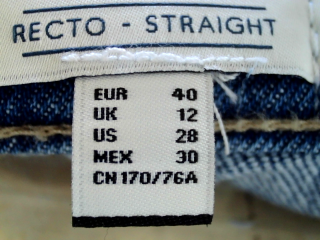 RECTO - STRAIGHT
EUR 40
UK 12
US 28
MEX 30
CN 170/76A